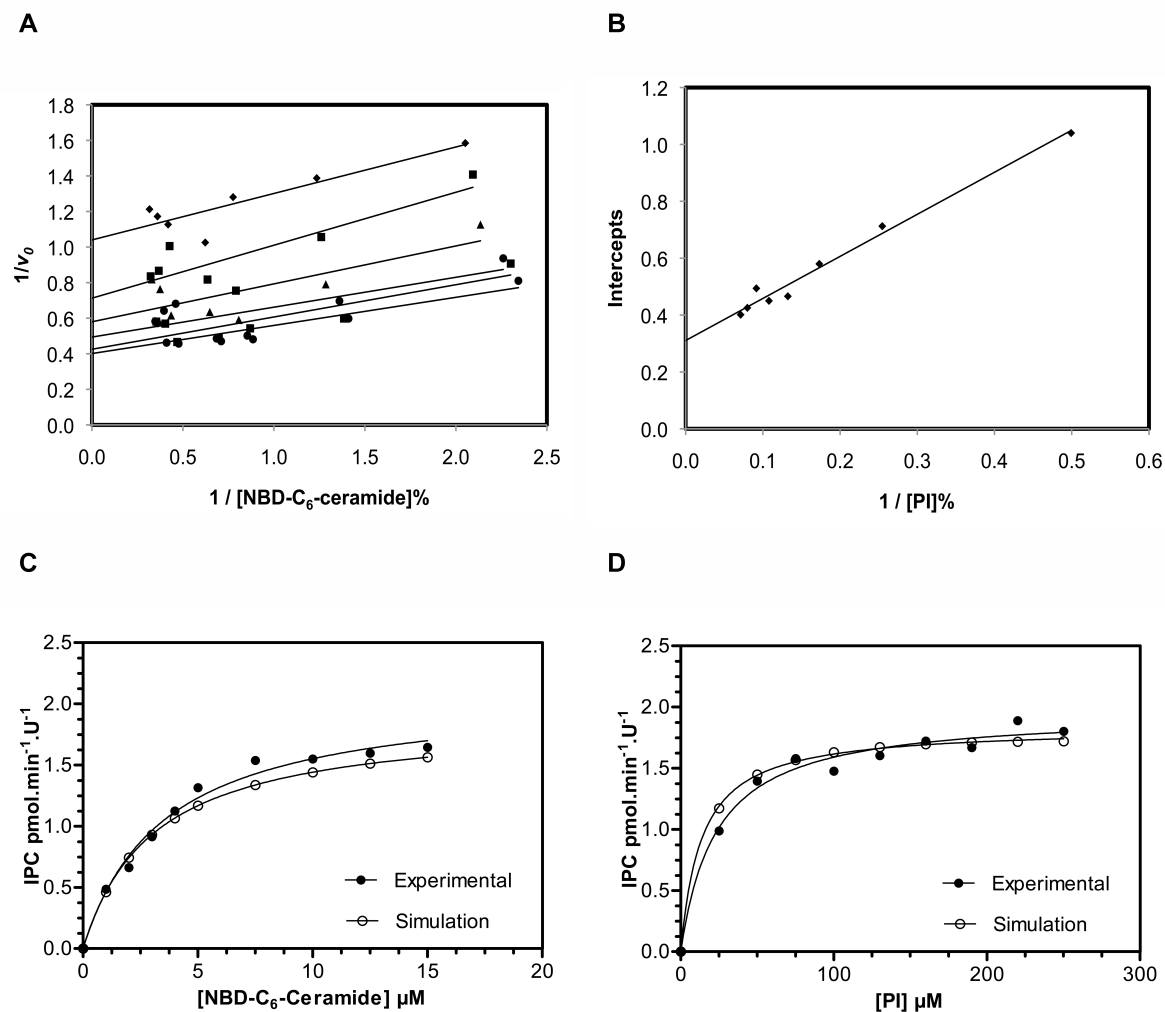 A
1.8
1.6
1.4
1.2
1.0
0.8
0.6
0.4
0.2
0.0
1/v0
0.0 0.5 1.0 1.5 2.0 2.5
1 / [NBD-C6-ceramide]%
B
1.2
1.0
0.8
0.6
0.4
0.2
0.0
Intercepts
0.0 0.1 0.2 0.3 0.4 0.5 0.6
1 / [PI]%
C
2.5
2.0
1.5
1.0
0.5
0.0
IPC pmol.min-1.U-1
Experimental
Simulation
0 5 10 15 20
[NBD-C6-Ceramide] µM
D
2.5
2.0
1.5
1.0
0.5
0.0
IPC pmol.min-1.U-1
Experimental
Simulation
0 100 200 300
[PI] µM